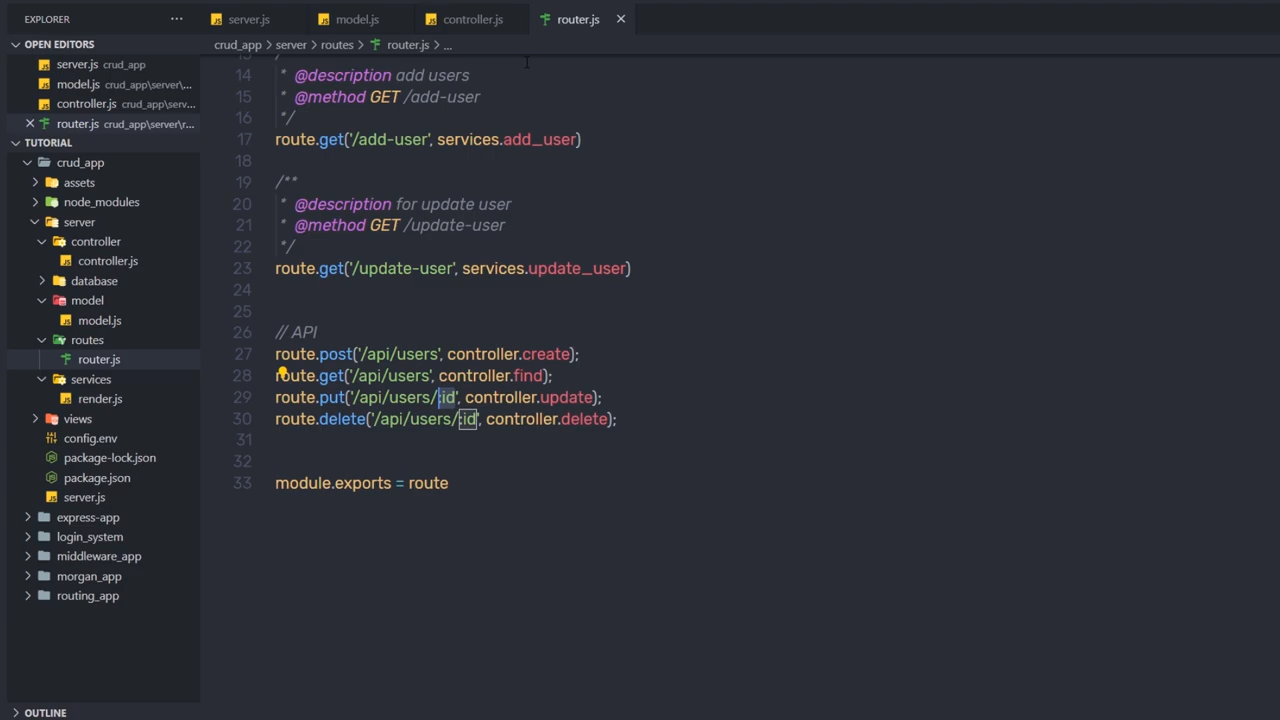 EXPLORER
···
server.js
model.js
controller.js
router.js
OPEN EDITORS
server.js crud_app
model.js crud_app\server\...
controller.js crud_app\serv...
router.js crud_app\server\r...
TUTORIAL
crud_app
assets
node_modules
server
controller
controller.js
database
model
model.js
routes
router.js
services
render.js
views
config.env
package-lock.json
package.json
server.js
express-app
login_system
middleware_app
morgan_app
routing_app
OUTLINE
crud_app > server > routes > router.js > ...
14 * @description add users
15 * @method GET /add-user
16 */
17 route.get('/add-user', services.add_user)
18
19 /**
20 * @description for update user
21 * @method GET /update-user
22 */
23 route.get('/update-user', services.update_user)
24
25
26 // API
27 route.post('/api/users', controller.create);
28 route.get('/api/users', controller.find);
29 route.put('/api/users/:id', controller.update);
30 route.delete('/api/users/:id', controller.delete);
31
32
33 module.exports = route